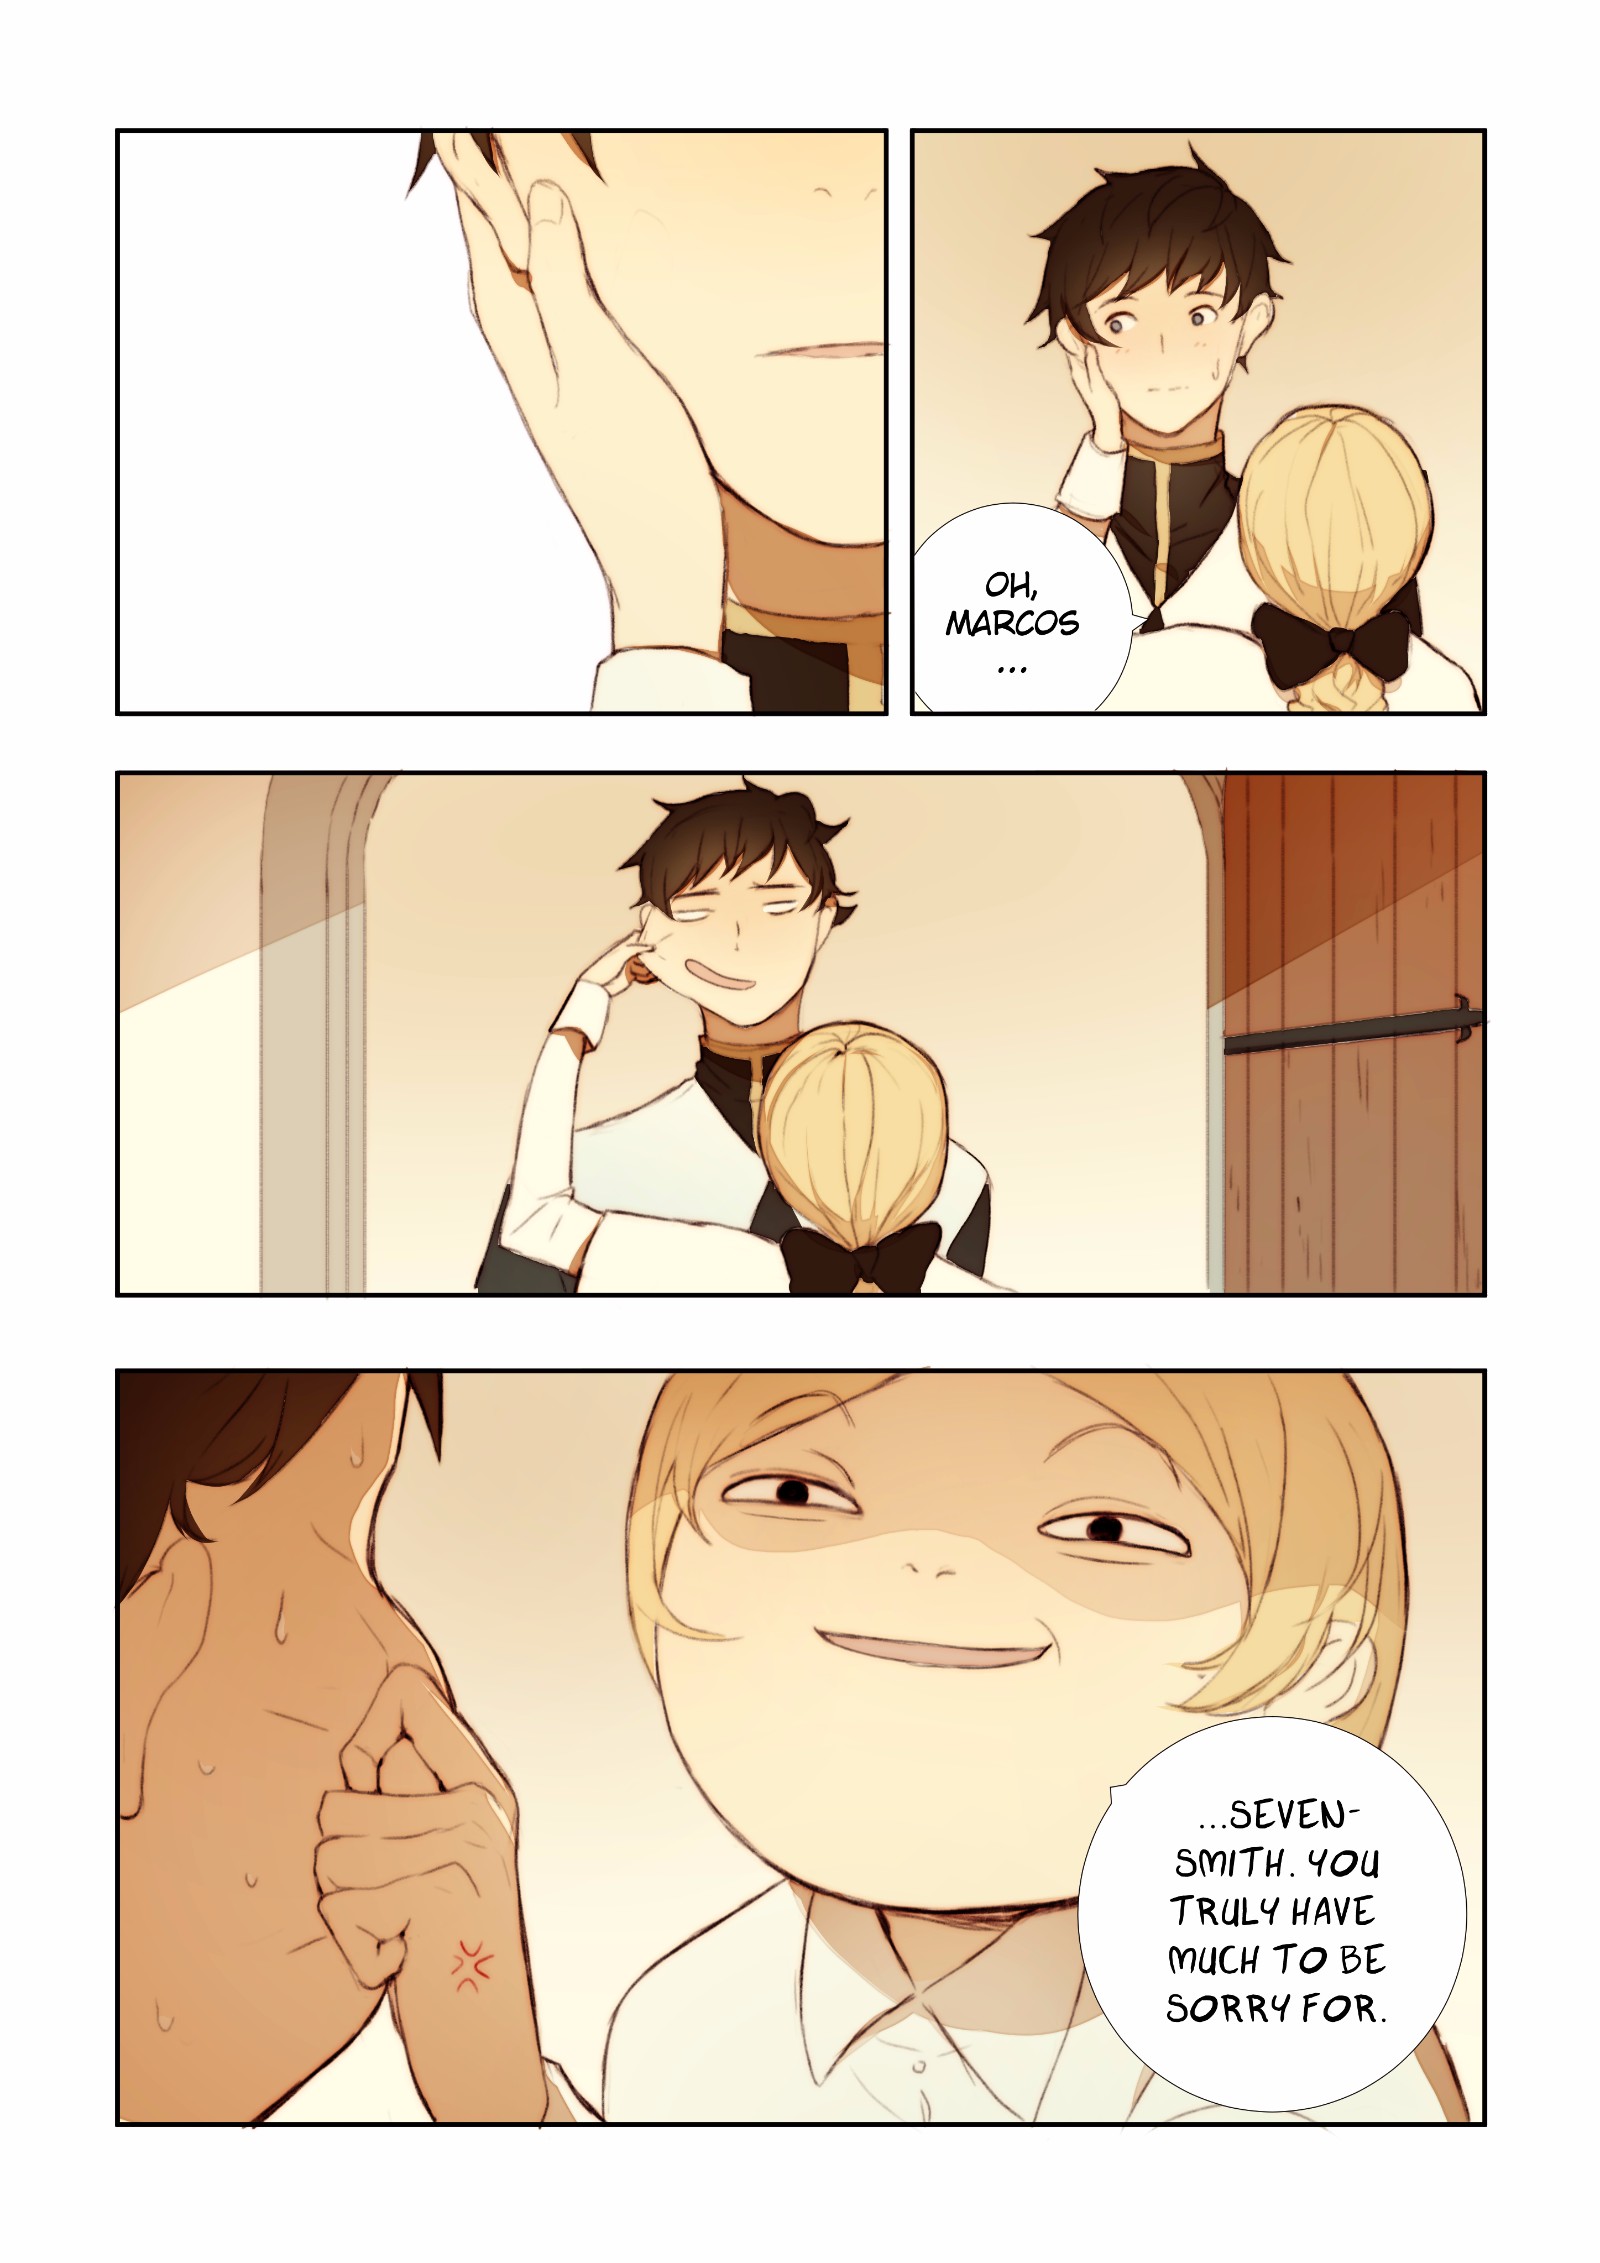 OH,
MARCOS
...
...SEVEN-
SMITH. YOU
TRULY HAVE
MUCH TO BE
SORRY FOR.